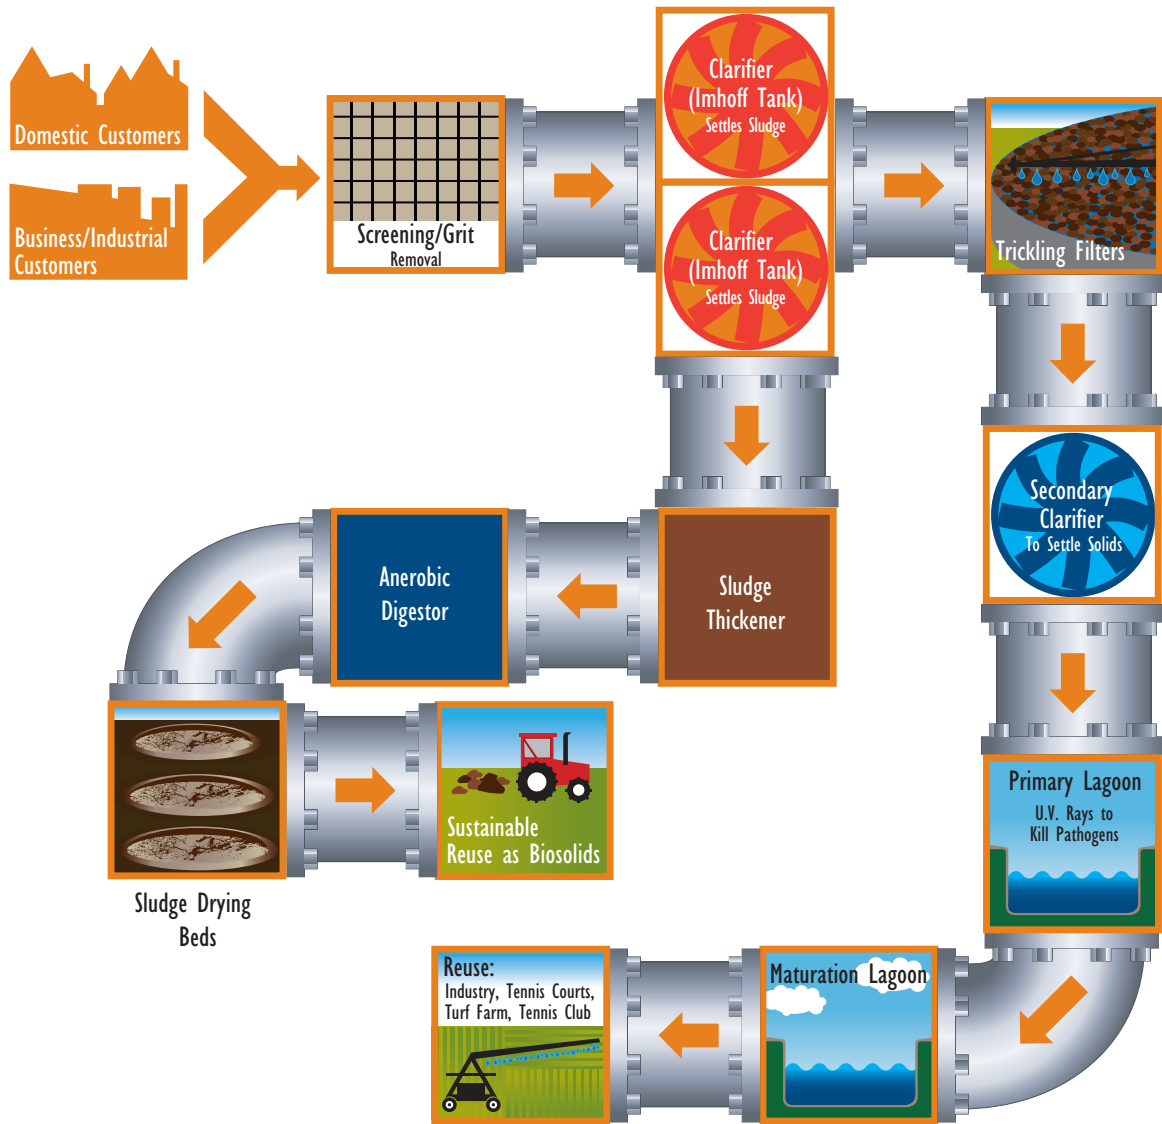 Domestic Customers
Business/Industrial
Customers
Screening/Grit
Removal
Clarifier
(Imhoff Tank)
Settles Sludge
Clarifier
(Imhoff Tank)
Settles Sludge
Trickling Filters
Secondary
Clarifier
To Settle Solids
Sludge
Thickener
Anerobic
Digestor
Sludge Drying
Beds
Sustainable
Reuse as Biosolids
Primary Lagoon
U.V. Rays to
Kill Pathogens
Maturation Lagoon
Reuse:
Industry, Tennis Courts,
Turf Farm, Tennis Club